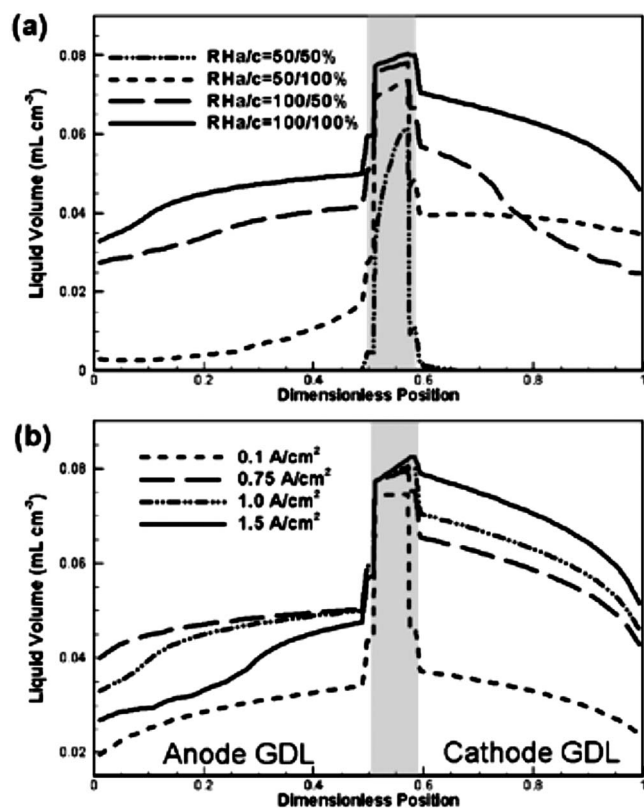 (a)
RHa/c=50/50%
RHa/c=50/100%
RHa/c=100/50%
RHa/c=100/100%
Liquid Volume (mL cm⁻³)
0.08
0.06
0.04
0.02
0
0 0.2 0.4 0.6 0.8 1
Dimensionless Position
(b)
0.1 A/cm²
0.75 A/cm²
1.0 A/cm²
1.5 A/cm²
Liquid Volume (mL cm⁻³)
0.08
0.06
0.04
0.02
Anode GDL Cathode GDL
0 0.2 0.4 0.6 0.8 1
Dimensionless Position